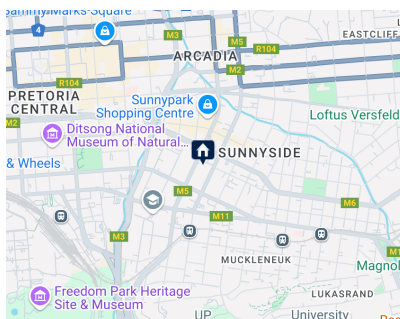 Sammy Marks Square
4
M3
M5
EASTCLIFF
R104
ARCADIA
M2
R104
PRETORIA
CENTRAL
Sunnypark
Shopping Centre
Loftus Versfeld
M2
Ditsong National
Museum of Natural...
SUNNYSIDE
& Wheels
M5
M6
M11
M3
M1
MUCKLENEUK
Magnol
Freedom Park Heritage
Site & Museum
LUKASRAND
UP
University